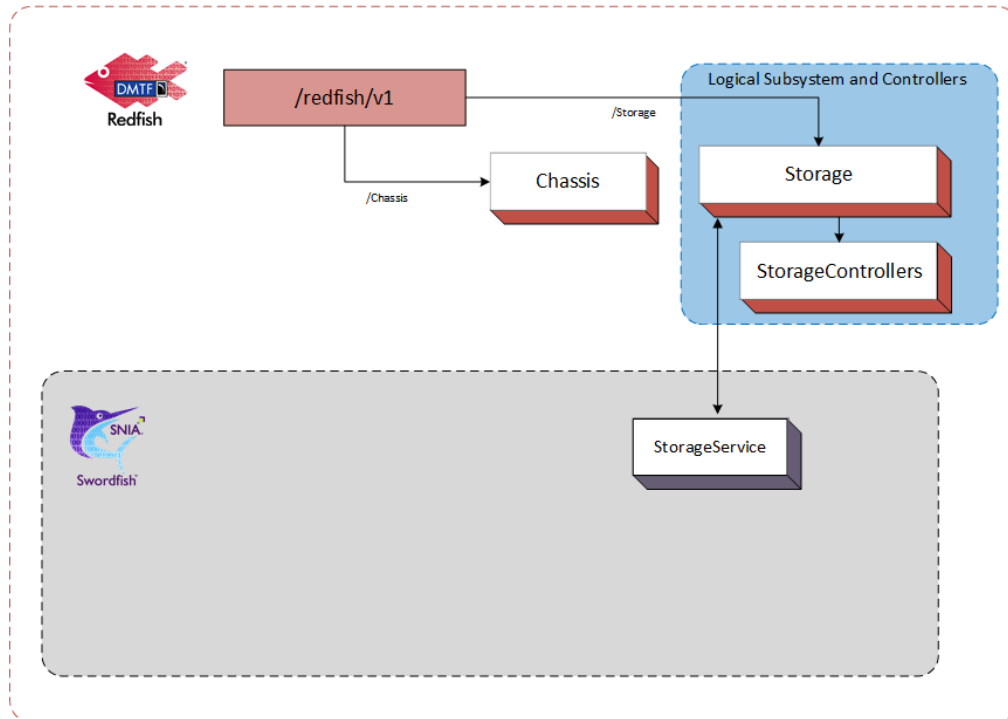 DMTF
Redfish
/redfish/v1
Logical Subsystem and Controllers
/Storage
Storage
Chassis
/Chassis
StorageControllers
SNIA
Swordfish
StorageService